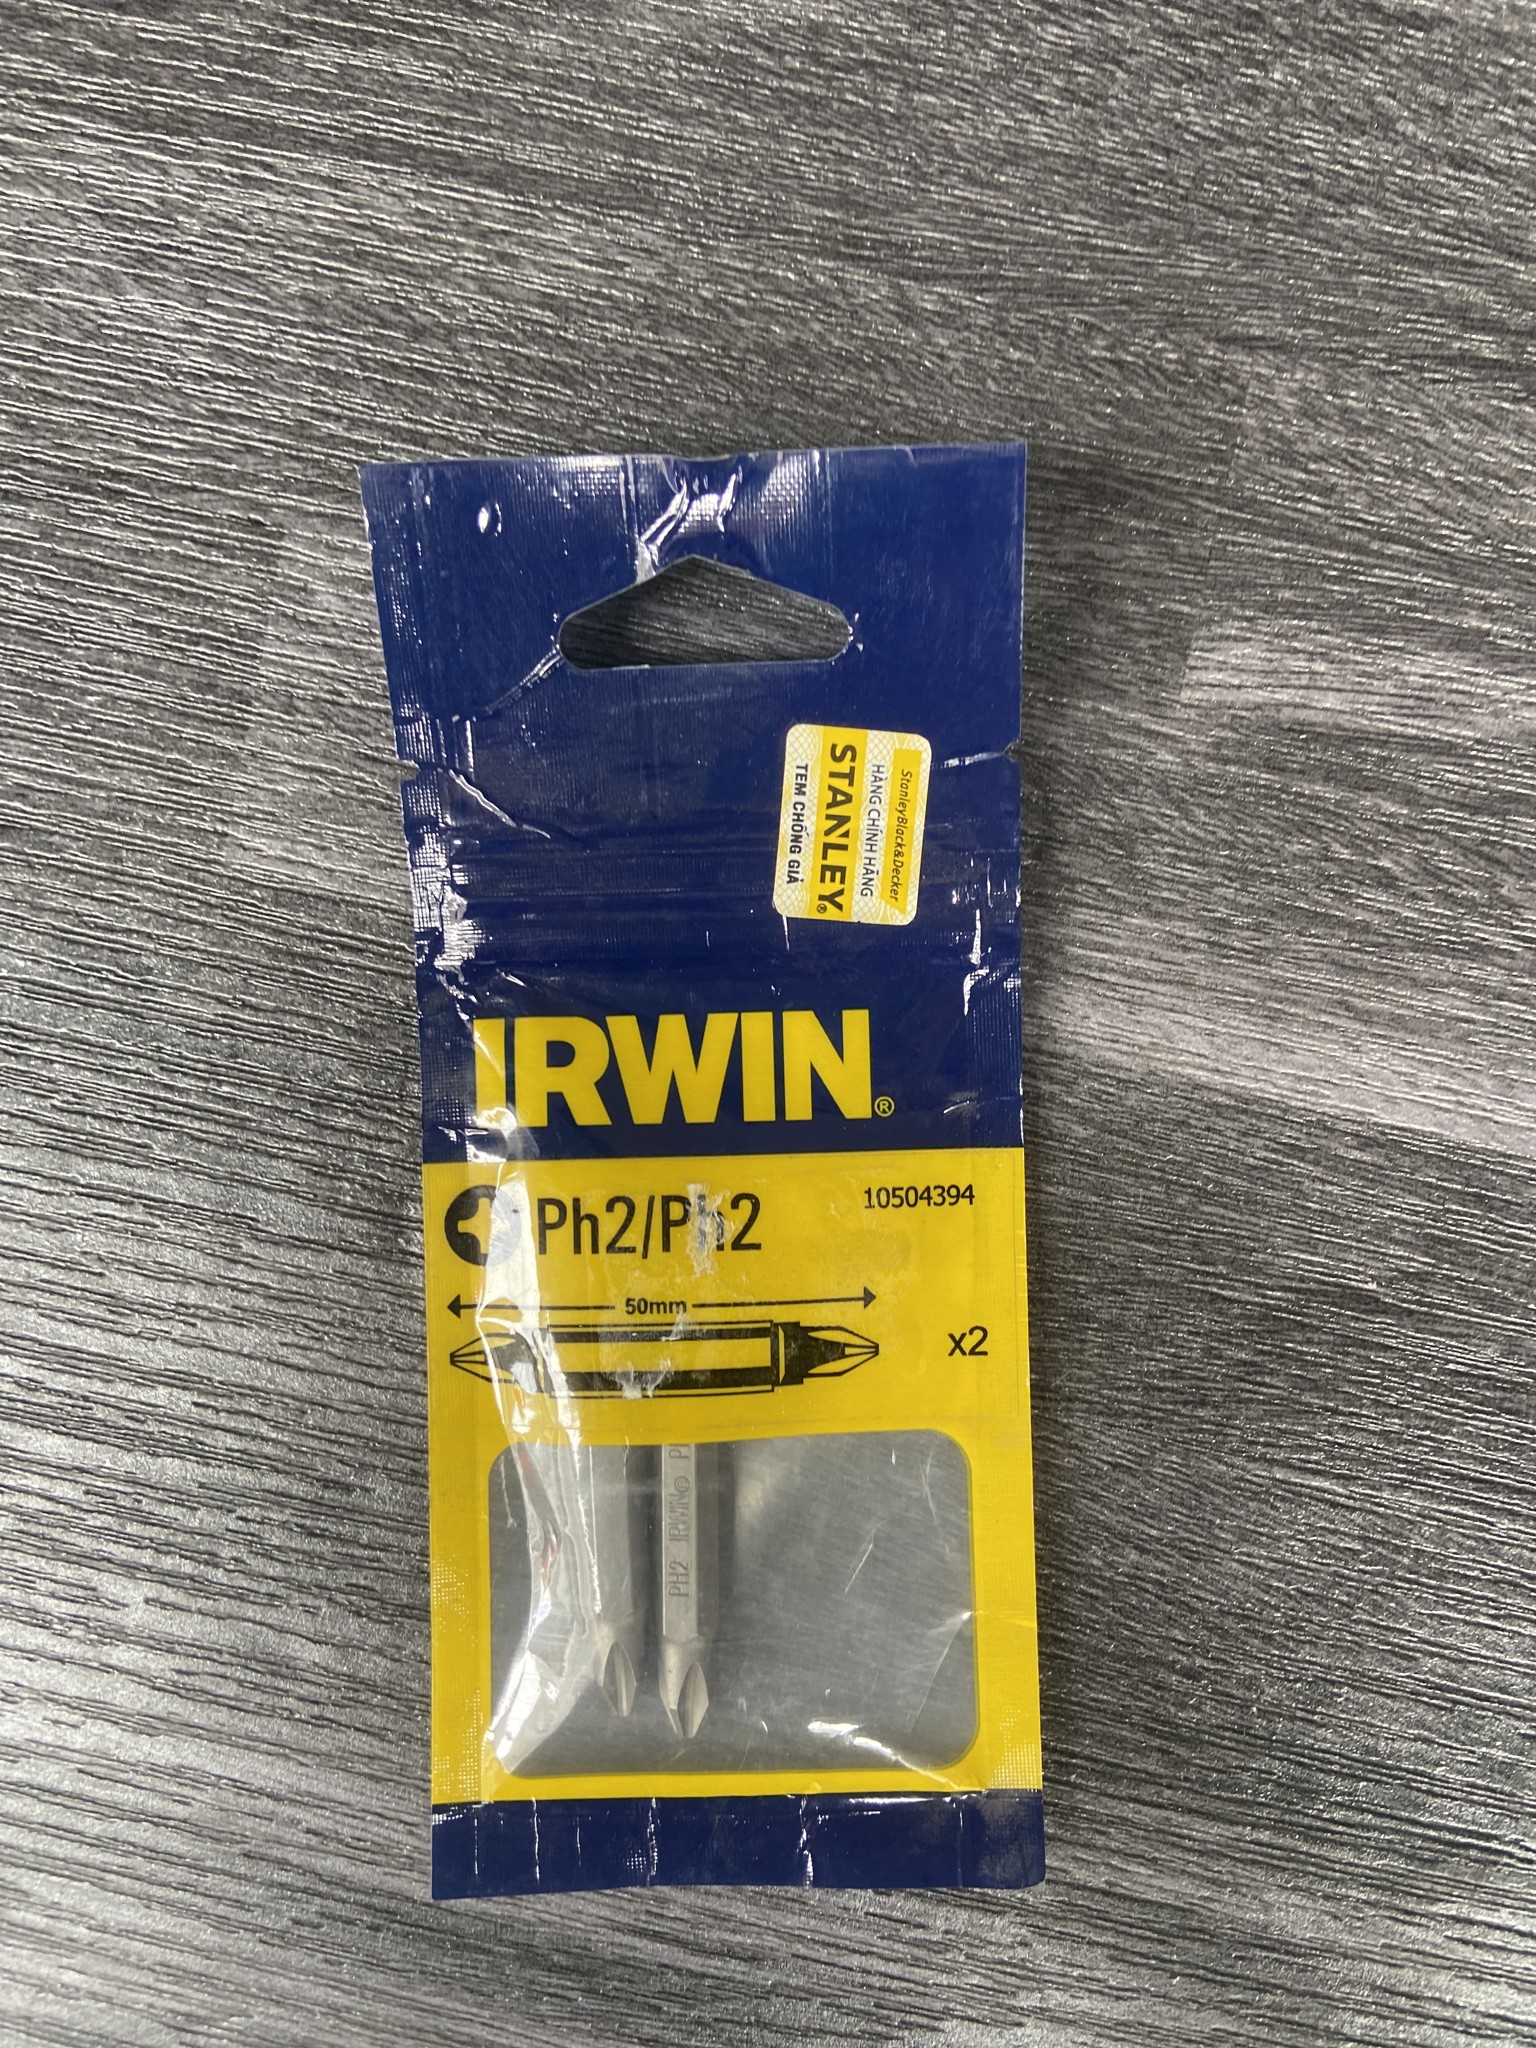 StanleyBlack&Decker
HÀNG CHÍNH HÃNG
STANLEY®
TEM CHỐNG GIẢ
IRWIN®
Ph2/Ph2
10504394
50mm
x2
PH2 IRWIN® P